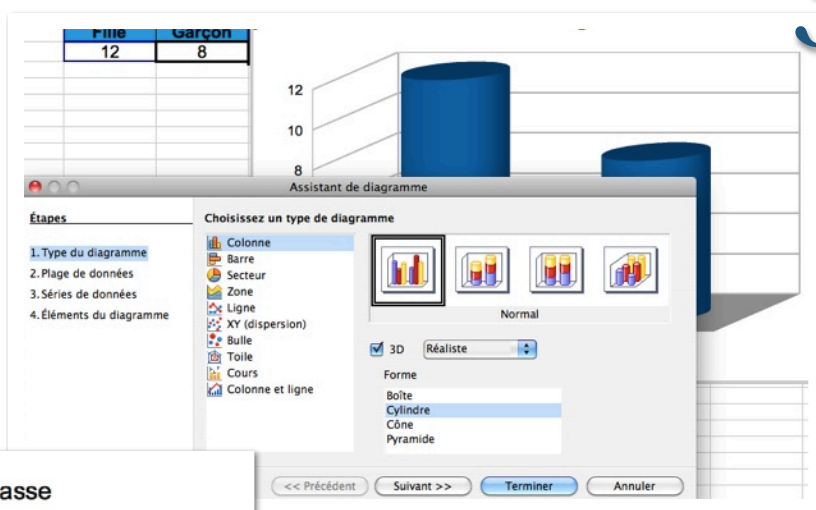 Fille Garçon
12 8
12
10
8
Assistant de diagramme
Étapes
1. Type du diagramme
2. Plage de données
3. Séries de données
4. Éléments du diagramme
Choisissez un type de diagramme
Colonne
Barre
Secteur
Zone
Ligne
XY (dispersion)
Bulle
Toile
Cours
Colonne et ligne
Normal
3D Réaliste
Forme
Boîte
Cylindre
Cône
Pyramide
<< Précédent Suivant >> Terminer Annuler
asse